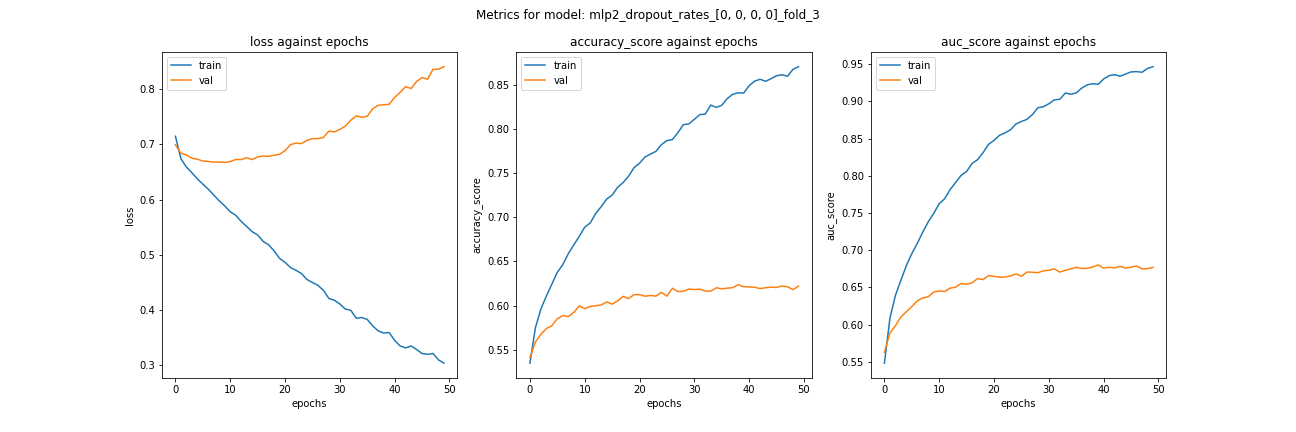 Metrics for model: mlp2_dropout_rates_[0, 0, 0, 0]_fold_3
loss against epochs
train
val
0.8
0.7
0.6
0.5
0.4
0.3
loss
0
10
20
30
40
50
epochs
accuracy_score against epochs
train
val
0.85
0.80
0.75
0.70
0.65
0.60
0.55
accuracy_score
0
10
20
30
40
50
epochs
auc_score against epochs
train
val
0.95
0.90
0.85
0.80
0.75
0.70
0.65
0.60
0.55
auc_score
0
10
20
30
40
50
epochs